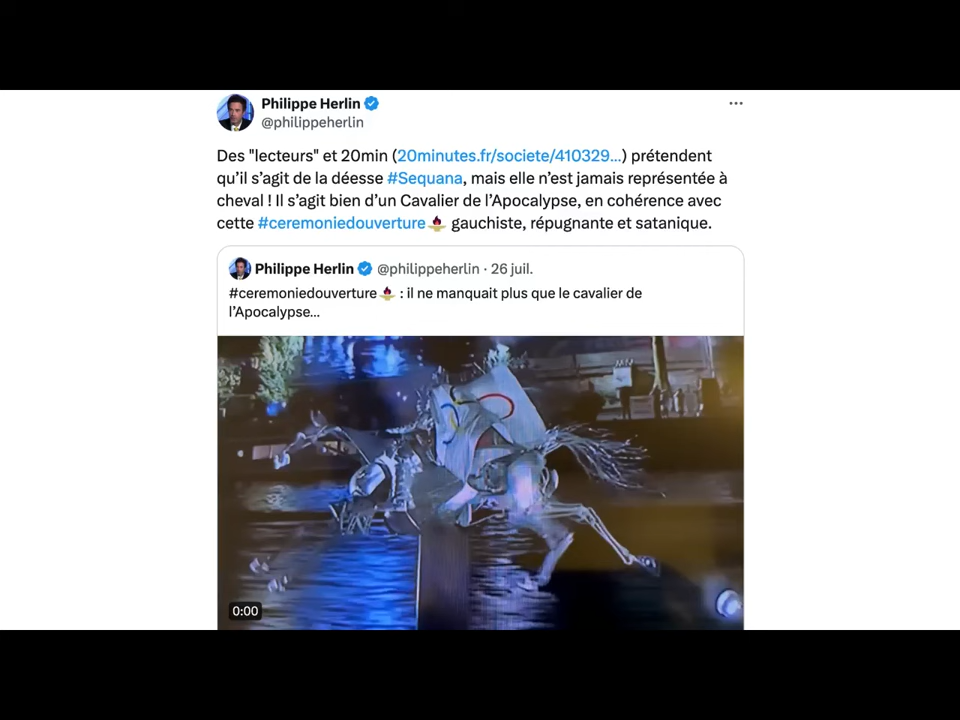 Philippe Herlin
@philippeherlin
Des "lecteurs" et 20min (20minutes.fr/societe/410329...) prétendent
qu’il s’agit de la déesse #Sequana, mais elle n’est jamais représentée à
cheval ! Il s’agit bien d’un Cavalier de l’Apocalypse, en cohérence avec
cette #ceremoniedouverture gauchiste, répugnante et satanique.
Philippe Herlin @philippeherlin · 26 juil.
#ceremoniedouverture : il ne manquait plus que le cavalier de
l’Apocalypse...
0:00